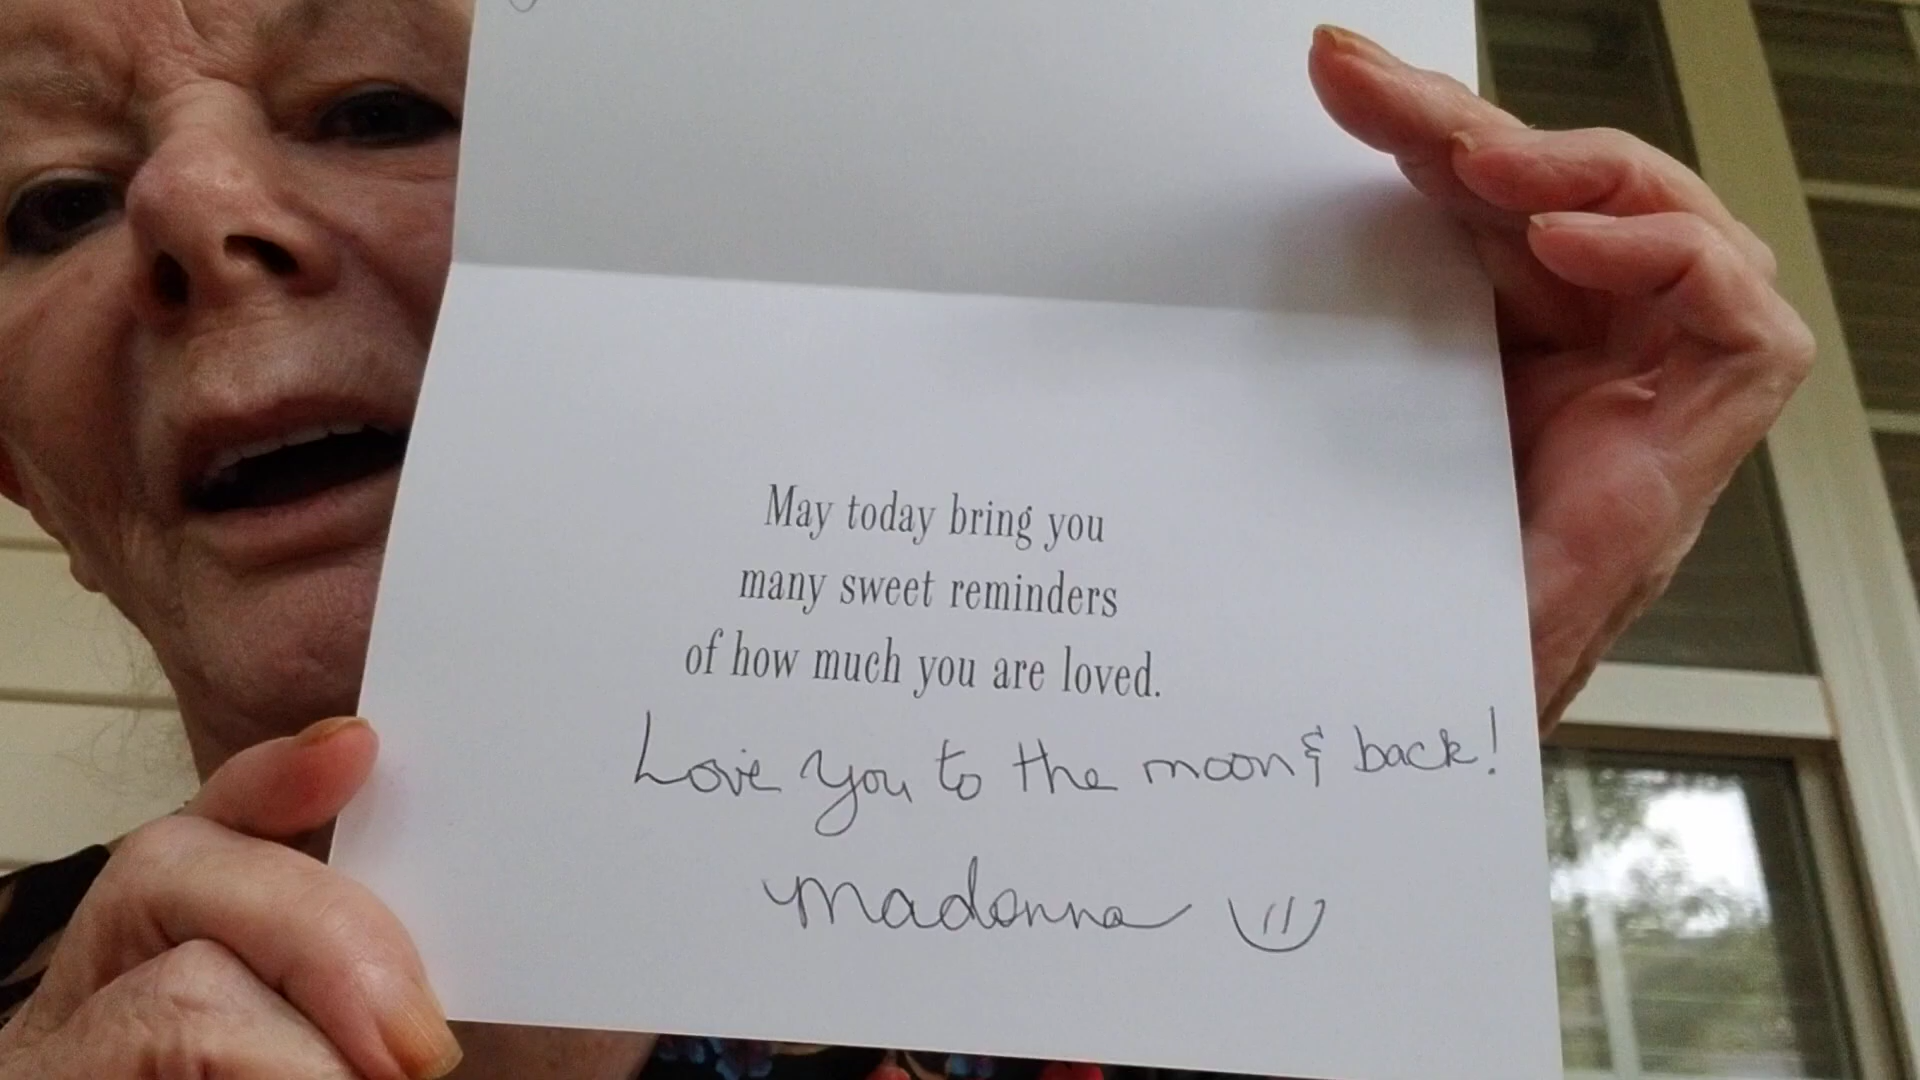 May today bring you
many sweet reminders
of how much you are loved.
Love you to the moon & back!
Madonna